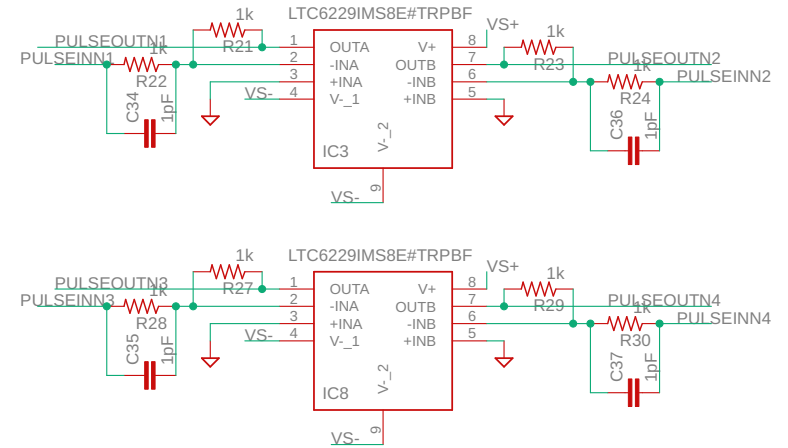 1k
LTC6229IMS8E#TRPBF
VS+
1k
PULSEOUTN1
1k
R21
1
OUTA
V+
8
PULSEINN1
2
-INA
OUTB
7
R23
1k
PULSEOUTN2
R22
3
+INA
-INB
6
PULSEINN2
VS-
4
V-_1
+INB
5
R24
C34
1pF
V-_2
C36
1pF
IC3
9
VS-
1k
LTC6229IMS8E#TRPBF
VS+
1k
PULSEOUTN3
1k
R27
1
OUTA
V+
8
PULSEINN3
2
-INA
OUTB
7
R29
1k
PULSEOUTN4
R28
3
+INA
-INB
6
PULSEINN4
VS-
4
V-_1
+INB
5
R30
C35
1pF
V-_2
C37
1pF
IC8
9
VS-